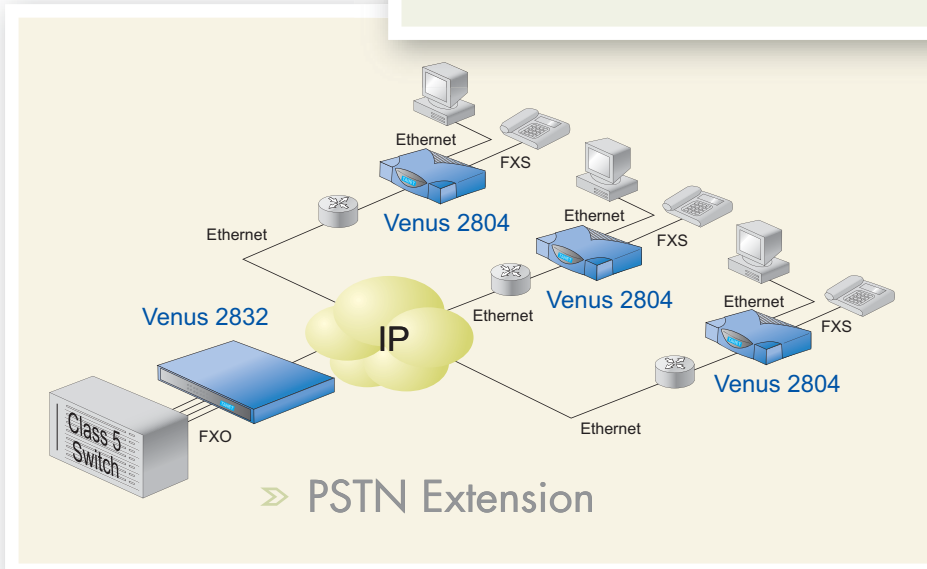 Ethernet
FXS
Venus 2804
Ethernet
Ethernet
FXS
Venus 2804
Ethernet
Ethernet
FXS
Venus 2804
Ethernet
Venus 2832
IP
Class 5
Switch
FXO
PSTN Extension